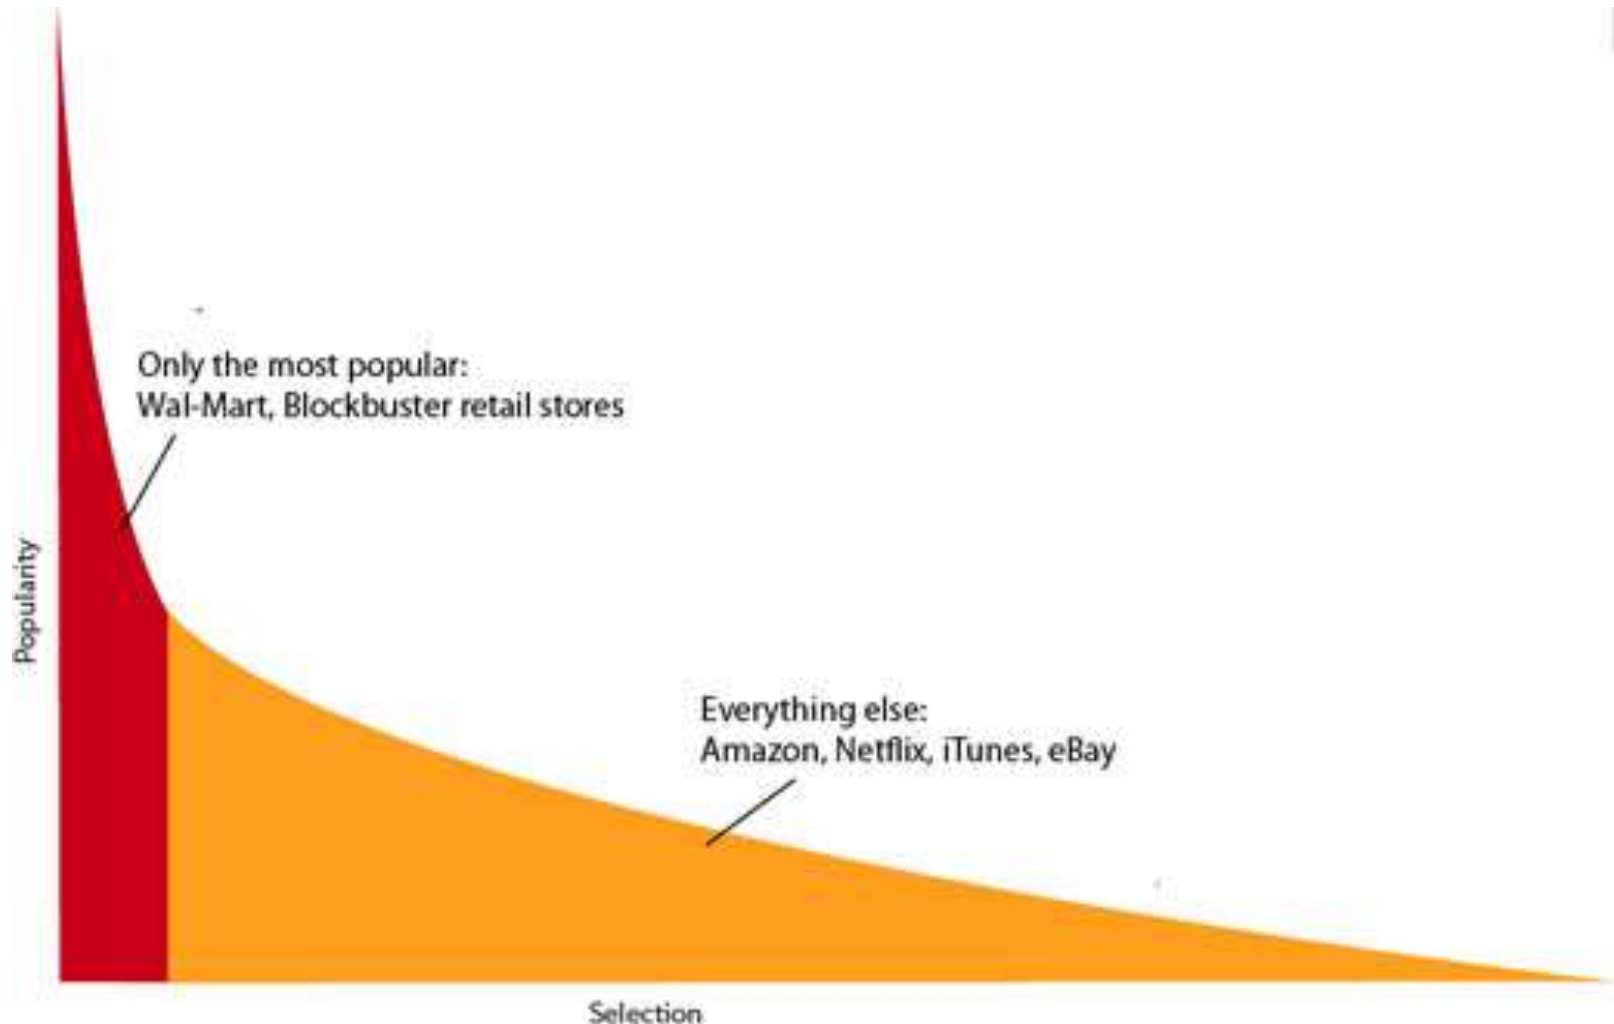 Only the most popular:
Wal-Mart, Blockbuster retail stores
Popularity
Everything else:
Amazon, Netflix, iTunes, eBay
Selection